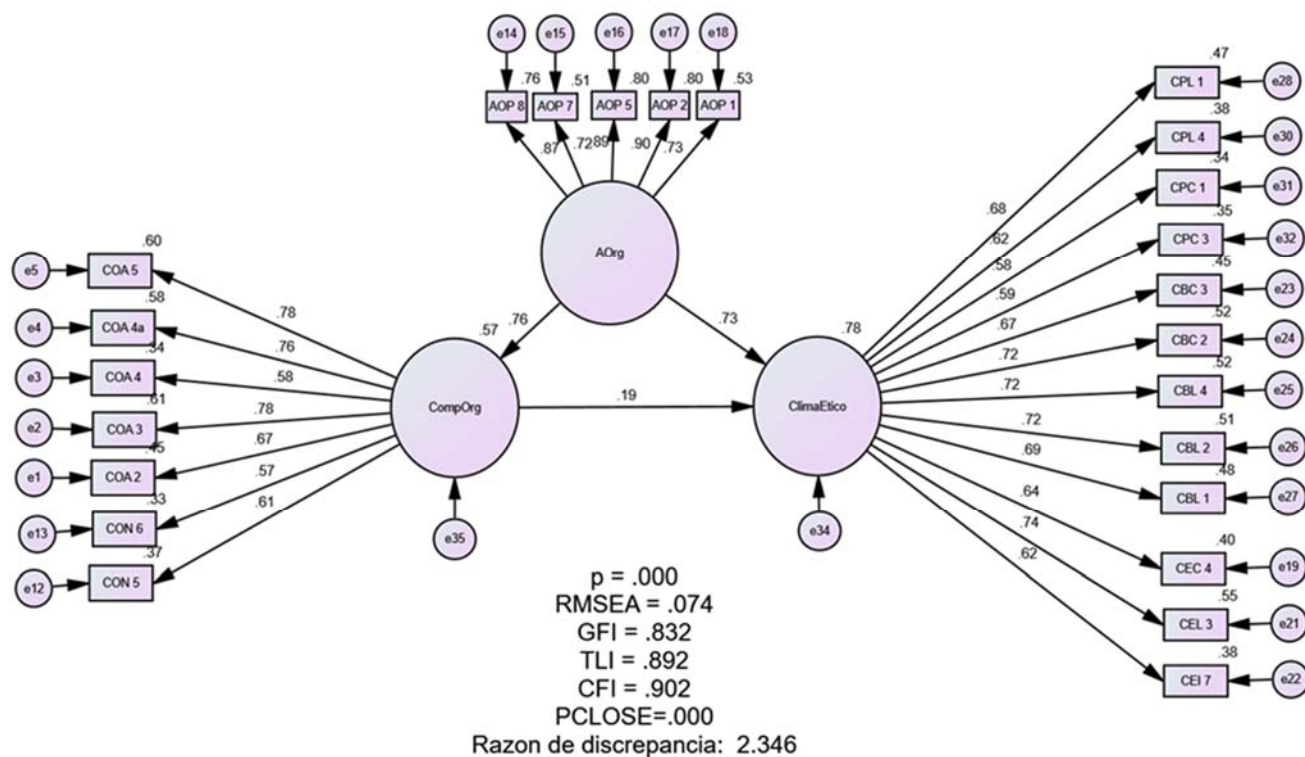 e14 e15 e16 e17 e18
.76 .51 .80 .80 .53
AOP 8 AOP 7 AOP 5 AOP 2 AOP 1
.87 .72 .89 .90 .73
AOrg
.76 .73
.57
CompOrg
.19
.78
ClimaEtico
e35
e34
.60
e5 COA 5
.78
.58
e4 COA 4a
.76
.34
e3 COA 4
.58
.61
e2 COA 3
.78
.45
e1 COA 2
.67
.33
e13 CON 6
.57
.37
e12 CON 5
.61
.47
CPL 1 e28
.68
.38
CPL 4 e30
.62
.34
CPC 1 e31
.58
.35
CPC 3 e32
.59
.45
CBC 3 e23
.67
.52
CBC 2 e24
.72
.52
CBL 4 e25
.72
.51
CBL 2 e26
.72
.48
CBL 1 e27
.69
.40
CEC 4 e19
.64
.55
CEL 3 e21
.74
.38
CEI 7 e22
.62
p = .000
RMSEA = .074
GFI = .832
TLI = .892
CFI = .902
PCLOSE=.000
Razon de discrepancia: 2.346